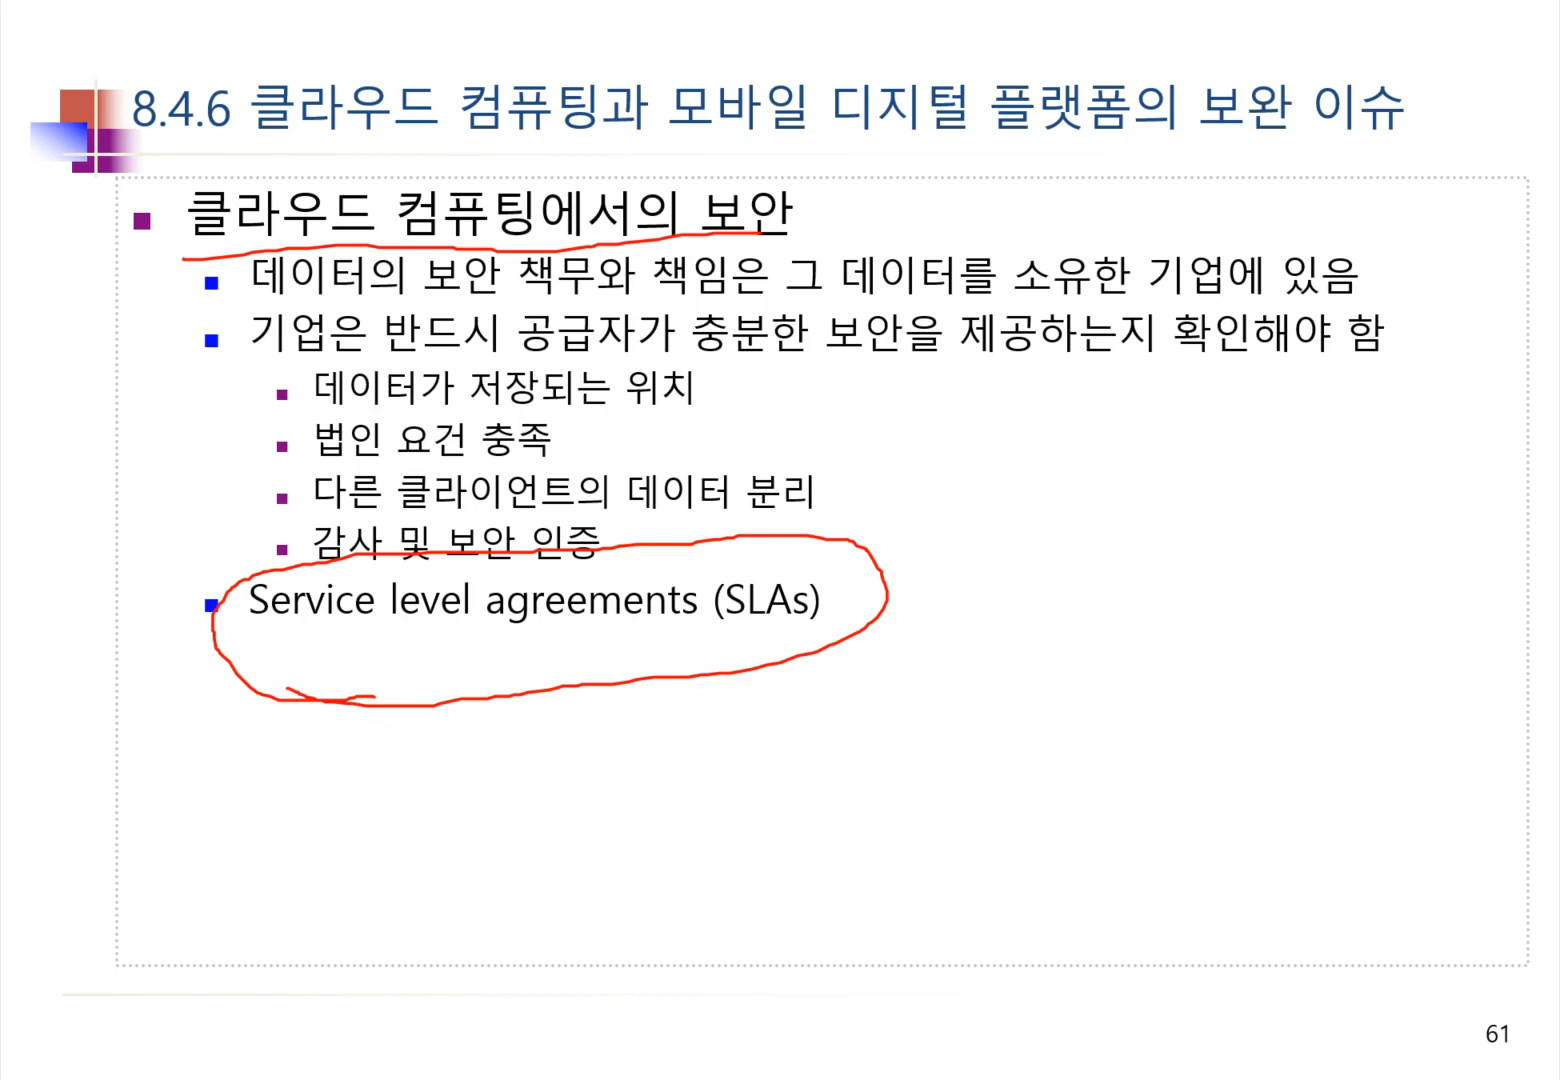 8.4.6 클라우드 컴퓨팅과 모바일 디지털 플랫폼의 보완 이슈
클라우드 컴퓨팅에서의 보안
데이터의 보안 책무와 책임은 그 데이터를 소유한 기업에 있음
기업은 반드시 공급자가 충분한 보안을 제공하는지 확인해야 함
데이터가 저장되는 위치
법인 요건 충족
다른 클라이언트의 데이터 분리
감사 및 보안 인증
Service level agreements (SLAs)
61